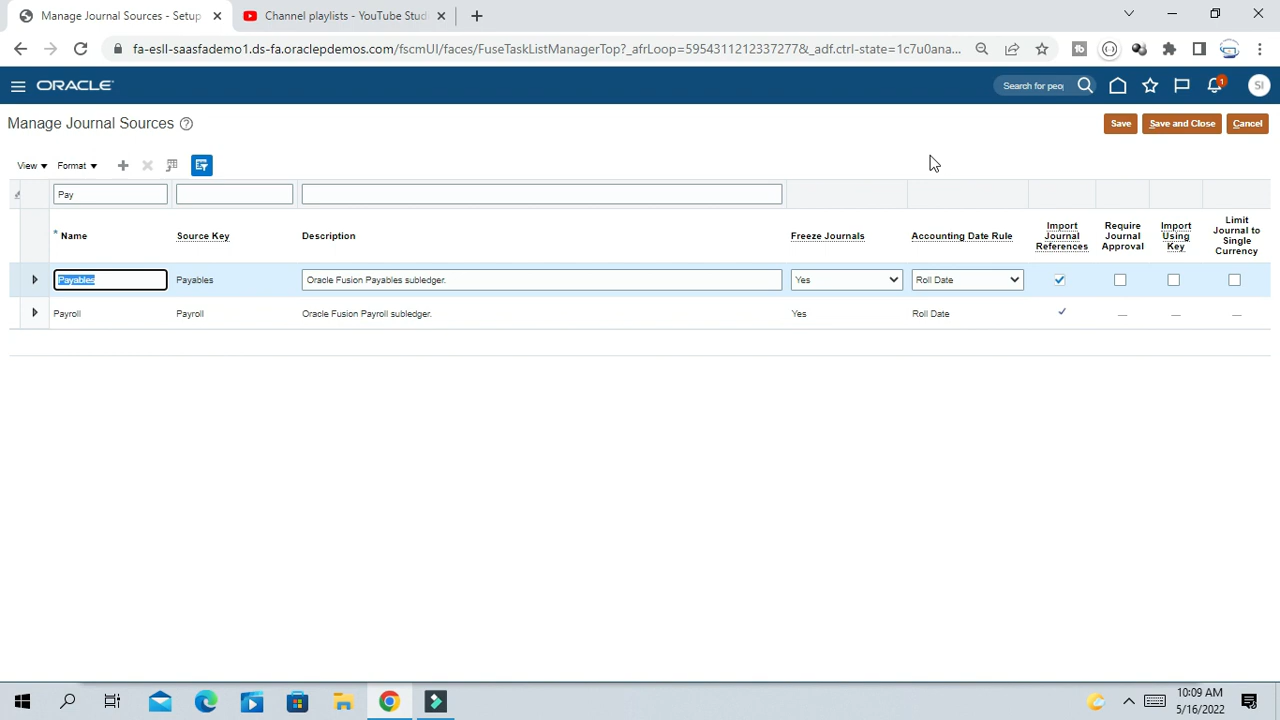 Manage Journal Sources - Setup
Channel playlists - YouTube Studi
fa-esll-saasfademo1.ds-fa.oraclepdemos.com/fscmUI/faces/FuseTaskListManagerTop?_afrLoop=5954311212337277&_adf.ctrl-state=1c7u0ana...
ORACLE
Search for peop
1
SI
Manage Journal Sources
Save
Save and Close
Cancel
View
Format
Pay
* Name
Source Key
Description
Freeze Journals
Accounting Date Rule
Import Journal References
Require Journal Approval
Import Using Key
Limit Journal to Single Currency
Payables
Payables
Oracle Fusion Payables subledger.
Yes
Roll Date
Payroll
Payroll
Oracle Fusion Payroll subledger.
Yes
Roll Date
10:09 AM
5/16/2022